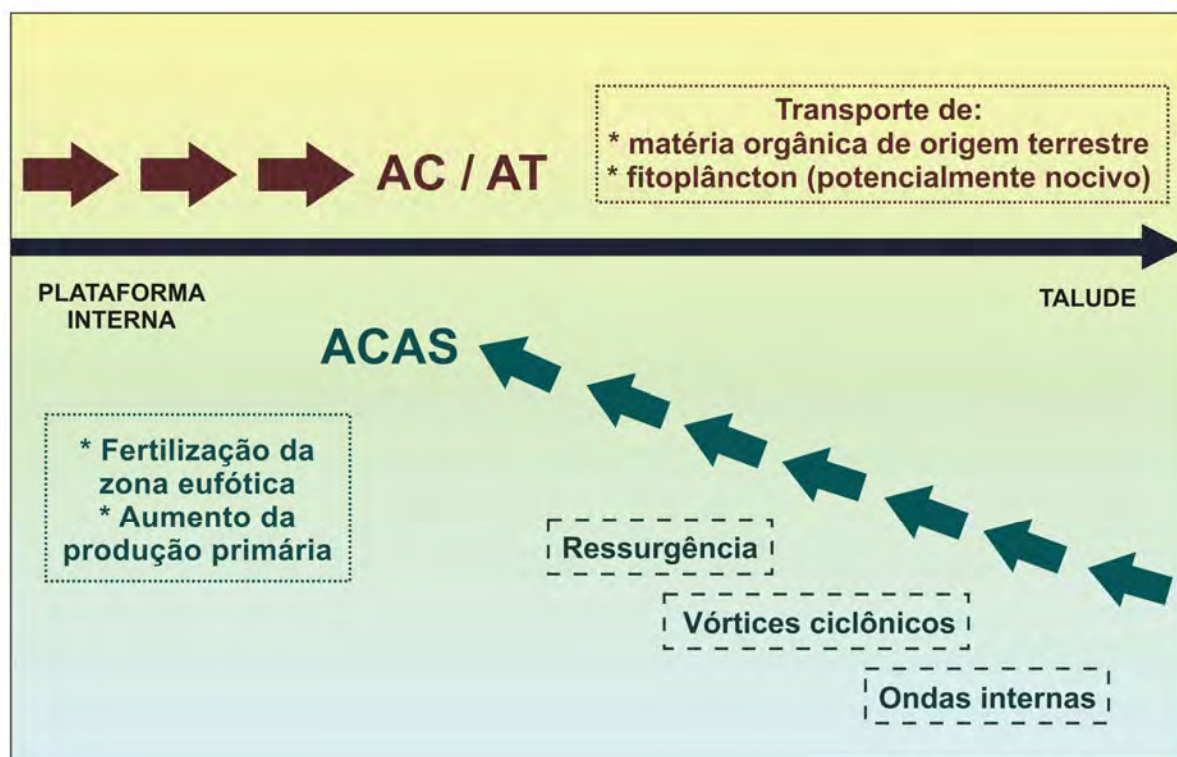 Transporte de:
* matéria orgânica de origem terrestre
* fitoplâncton (potencialmente nocivo)
AC / AT
PLATAFORMA
INTERNA
TALUDE
ACAS
* Fertilização da
zona eufótica
* Aumento da
produção primária
Ressurgência
Vórtices ciclônicos
Ondas internas